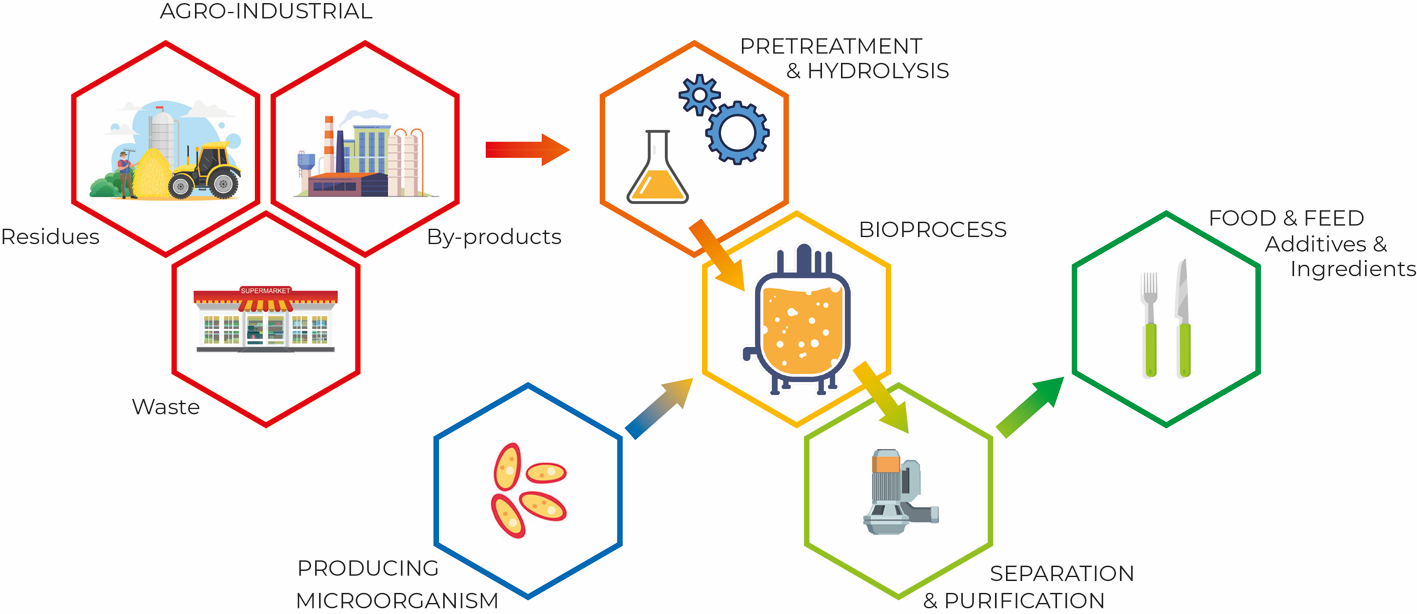 AGRO-INDUSTRIAL
Residues
By-products
SUPERMARKET
Waste
PRETREATMENT
& HYDROLYSIS
BIOPROCESS
PRODUCING
MICROORGANISM
SEPARATION
& PURIFICATION
FOOD & FEED
Additives &
Ingredients